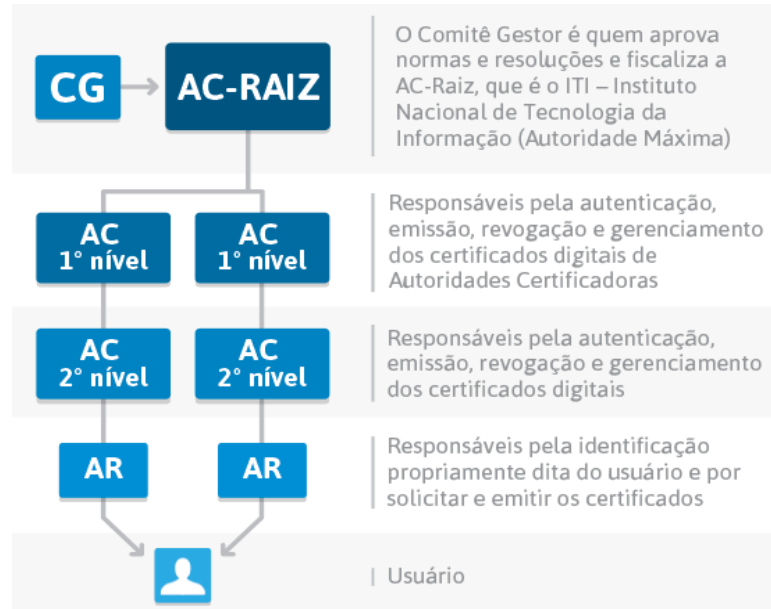 CG
AC-RAIZ
O Comitê Gestor é quem aprova
normas e resoluções e fiscaliza a
AC-Raiz, que é o ITI – Instituto
Nacional de Tecnologia da
Informação (Autoridade Máxima)
AC
1° nível
AC
1° nível
Responsáveis pela autenticação,
emissão, revogação e gerenciamento
dos certificados digitais de
Autoridades Certificadoras
AC
2° nível
AC
2° nível
Responsáveis pela autenticação,
emissão, revogação e gerenciamento
dos certificados digitais
AR
AR
Responsáveis pela identificação
propriamente dita do usuário e por
solicitar e emitir os certificados
Usuário